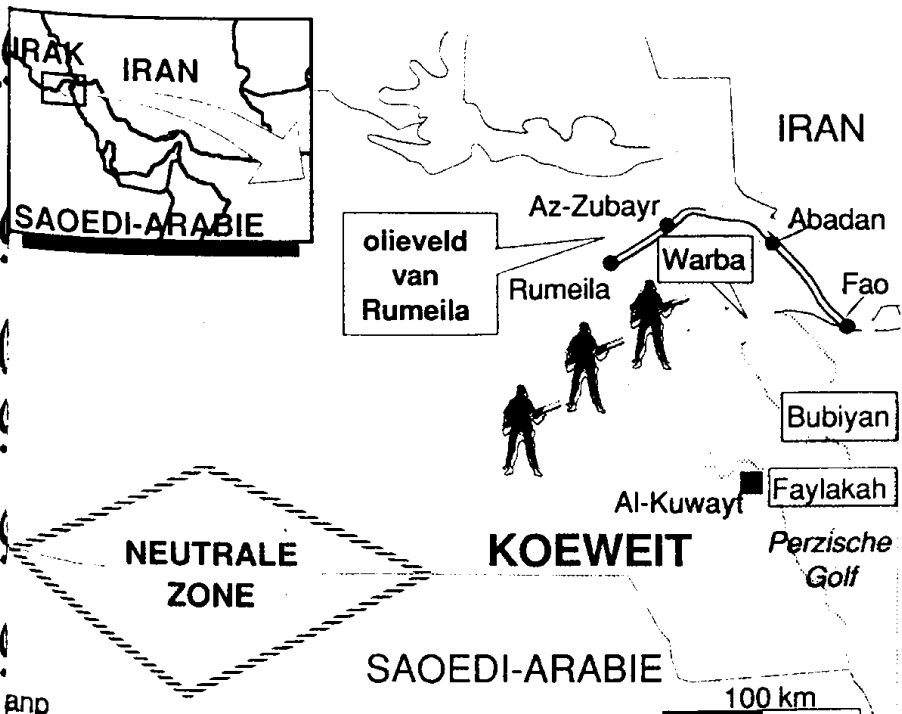 IRAK
IRAN
SAOEDI-ARABIE
IRAN
Az-Zubayr
Abadan
olieveld
van
Rumeila
Warba
Rumeila
Fao
Bubiyan
Al-Kuwayt
Faylakah
KOEWEIT
Perzische
Golf
NEUTRALE
ZONE
SAOEDI-ARABIE
100 km
anp